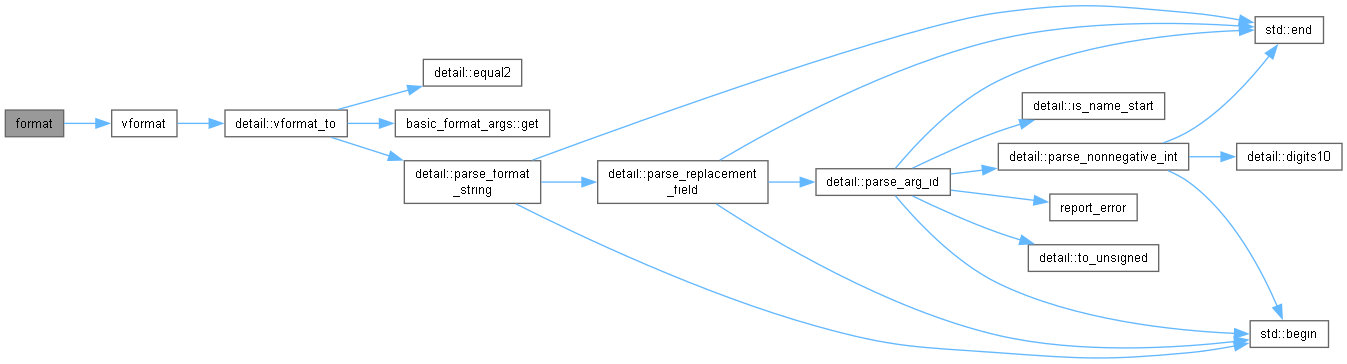 format
vformat
detail::vformat_to
detail::equal2
basic_format_args::get
detail::parse_format
_string
detail::parse_replacement
_field
detail::parse_arg_id
std::end
detail::is_name_start
detail::parse_nonnegative_int
detail::digits10
report_error
detail::to_unsigned
std::begin